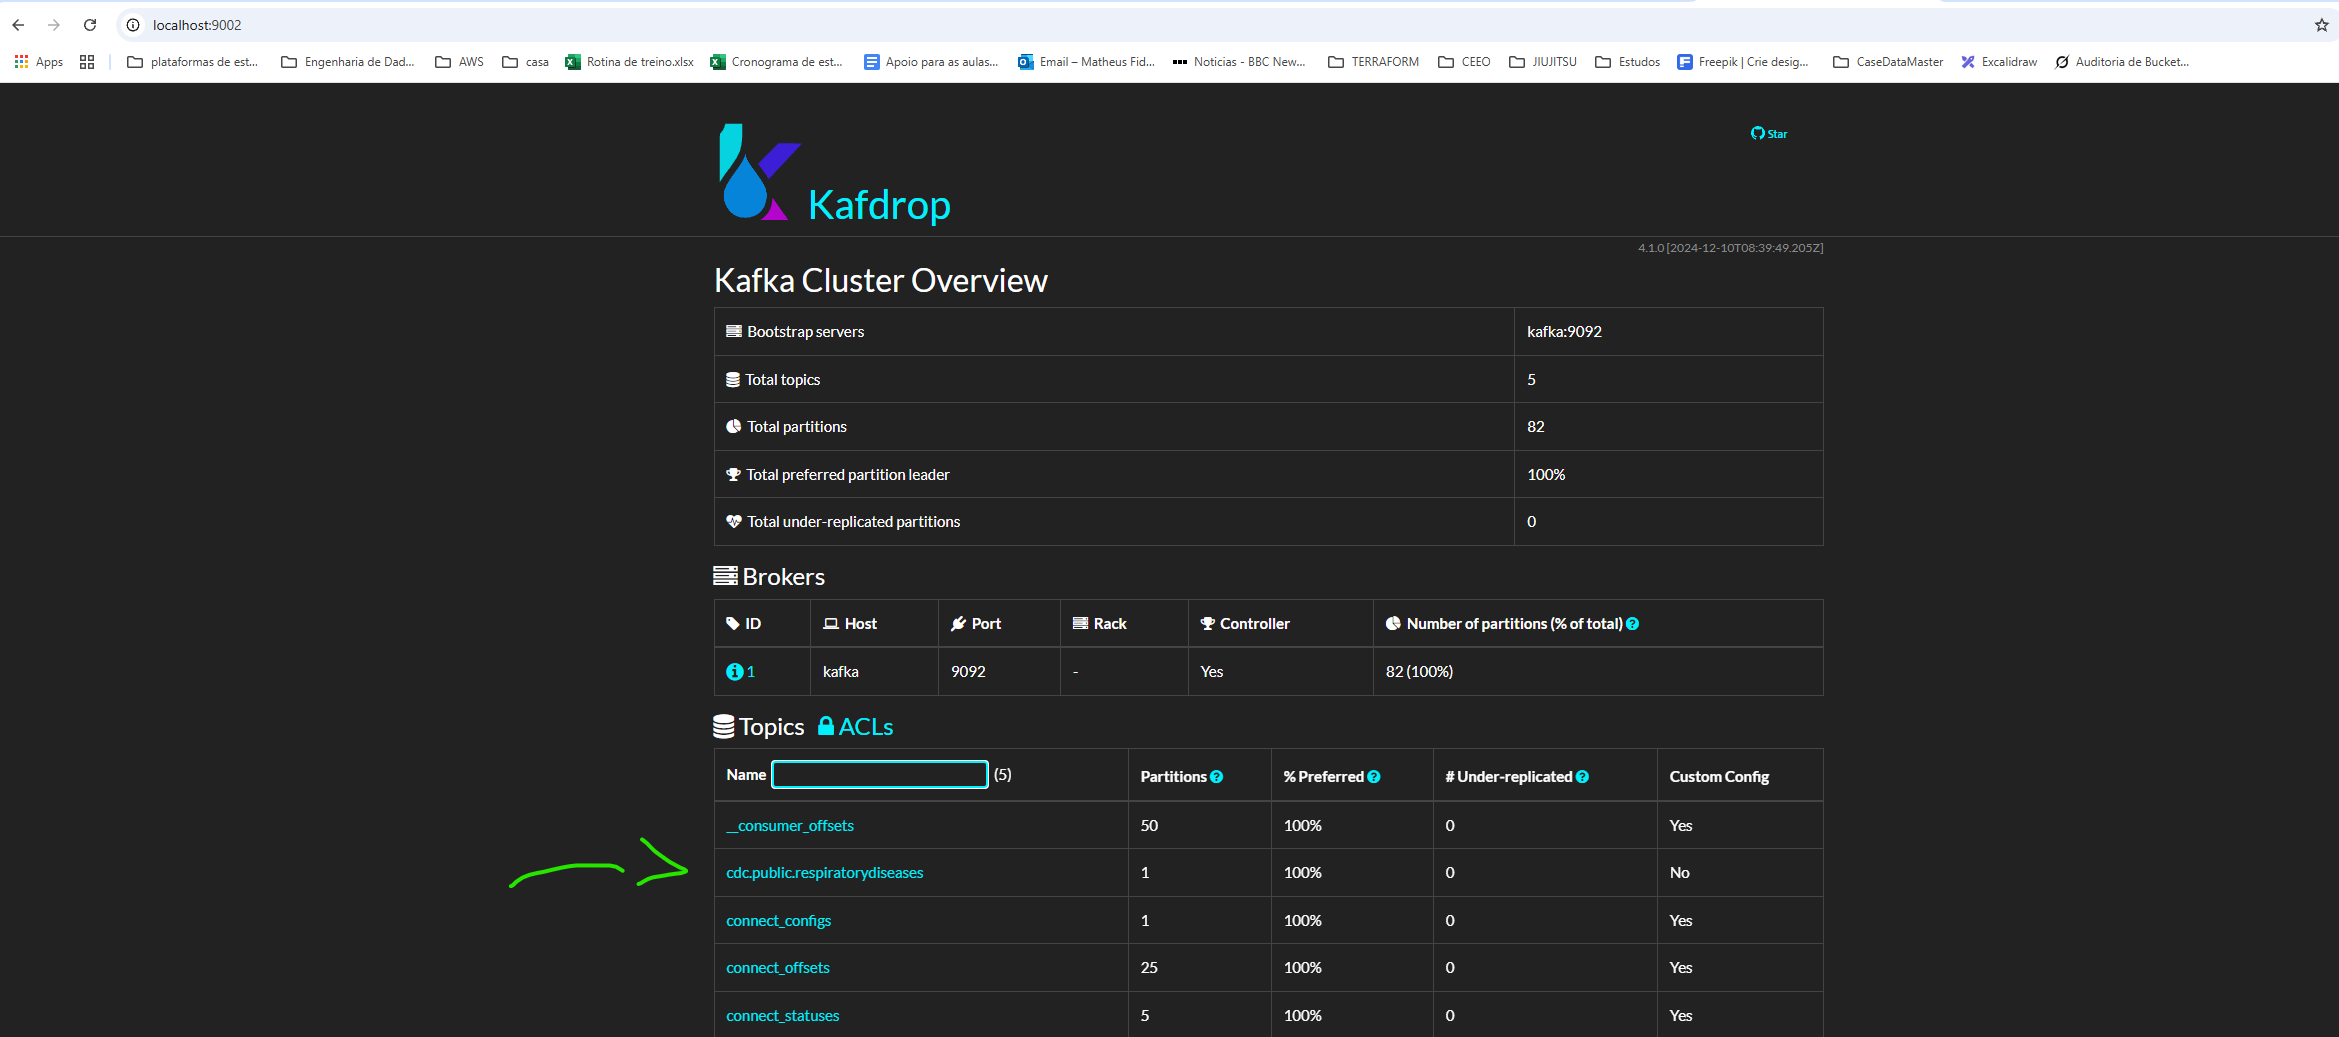 localhost:9002
Apps plataformas de est... Engenharia de Dad... AWS casa Rotina de treino.xlsx Cronograma de est... Apoio para as aulas... Email – Matheus Fid... Noticias - BBC New... TERRAFORM CEEO JIUJITSU Estudos Freepik | Crie desig... CaseDataMaster Excalidraw Auditoria de Bucket...
Star
Kafdrop
4.1.0 [2024-12-10T08:39:49.205Z]
Kafka Cluster Overview
Bootstrap servers kafka:9092
Total topics 5
Total partitions 82
Total preferred partition leader 100%
Total under-replicated partitions 0
Brokers
ID Host Port Rack Controller Number of partitions (% of total)
1 kafka 9092 - Yes 82 (100%)
Topics ACLs
Name (5) Partitions % Preferred # Under-replicated Custom Config
__consumer_offsets 50 100% 0 Yes
cdc.public.respiratorydiseases 1 100% 0 No
connect_configs 1 100% 0 Yes
connect_offsets 25 100% 0 Yes
connect_statuses 5 100% 0 Yes